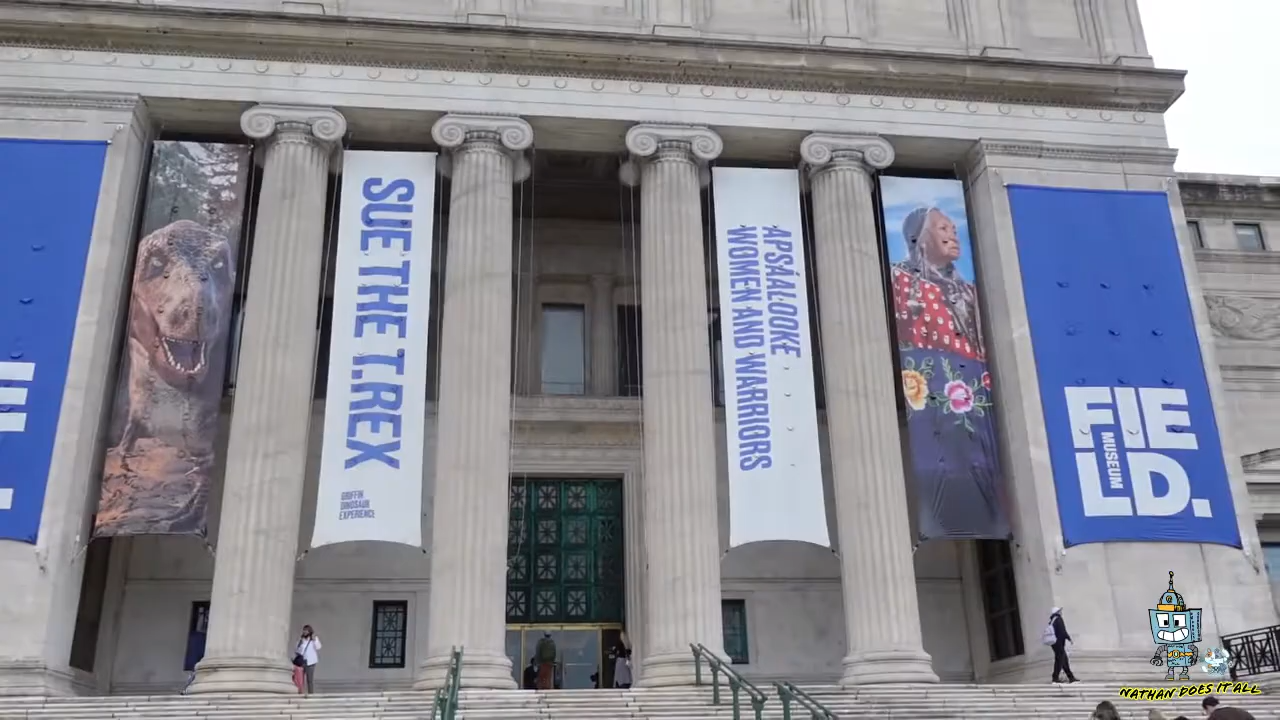 SUE THE T.REX
GRIFFIN
DINOSAUR
EXPERIENCE
APSÁALOOKE
WOMEN AND WARRIORS
FIE
LD.
MUSEUM
NATHAN DOES IT ALL